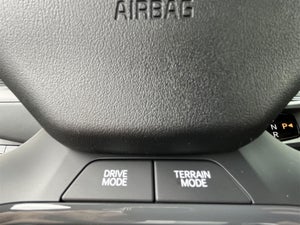 AIRBAG
N P◄
R
DRIVE
MODE
TERRAIN
MODE